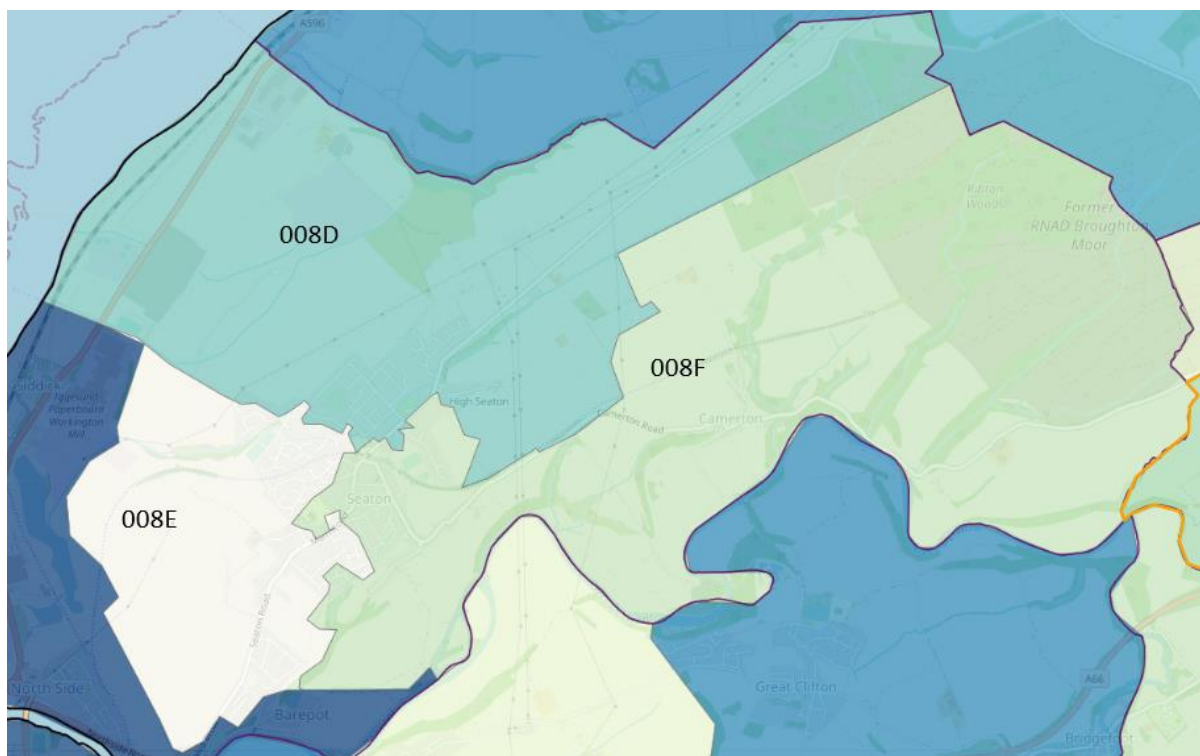 A596
Ribton
Woods
Former
RNAD Broughton
Moor
008D
008F
Siddick
Iggesund
Paperboard
Workington
Mill
High Seaton
Camerton Road
Camerton
Seaton
008E
Seaton Road
North Side
Barepot
Great Clifton
A66
Bridgefoot